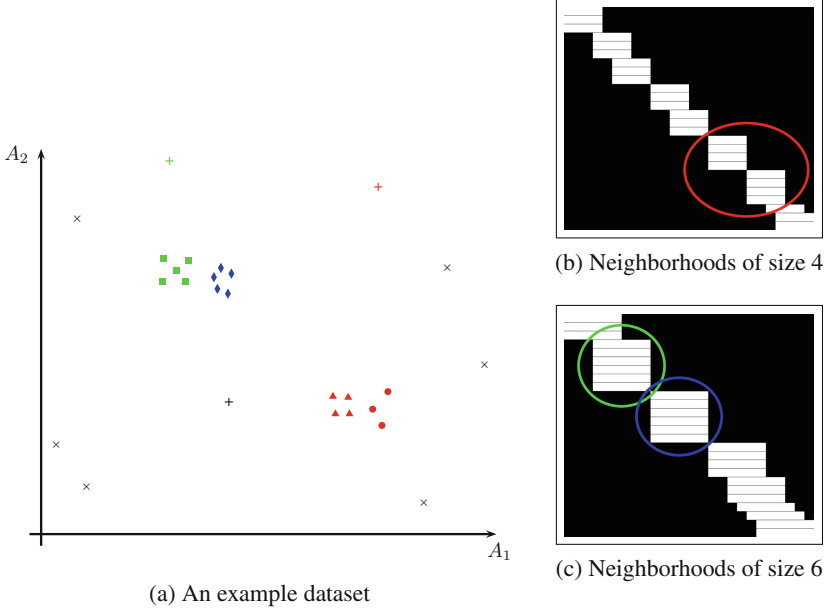 A₂
A₁
(a) An example dataset
(b) Neighborhoods of size 4
(c) Neighborhoods of size 6